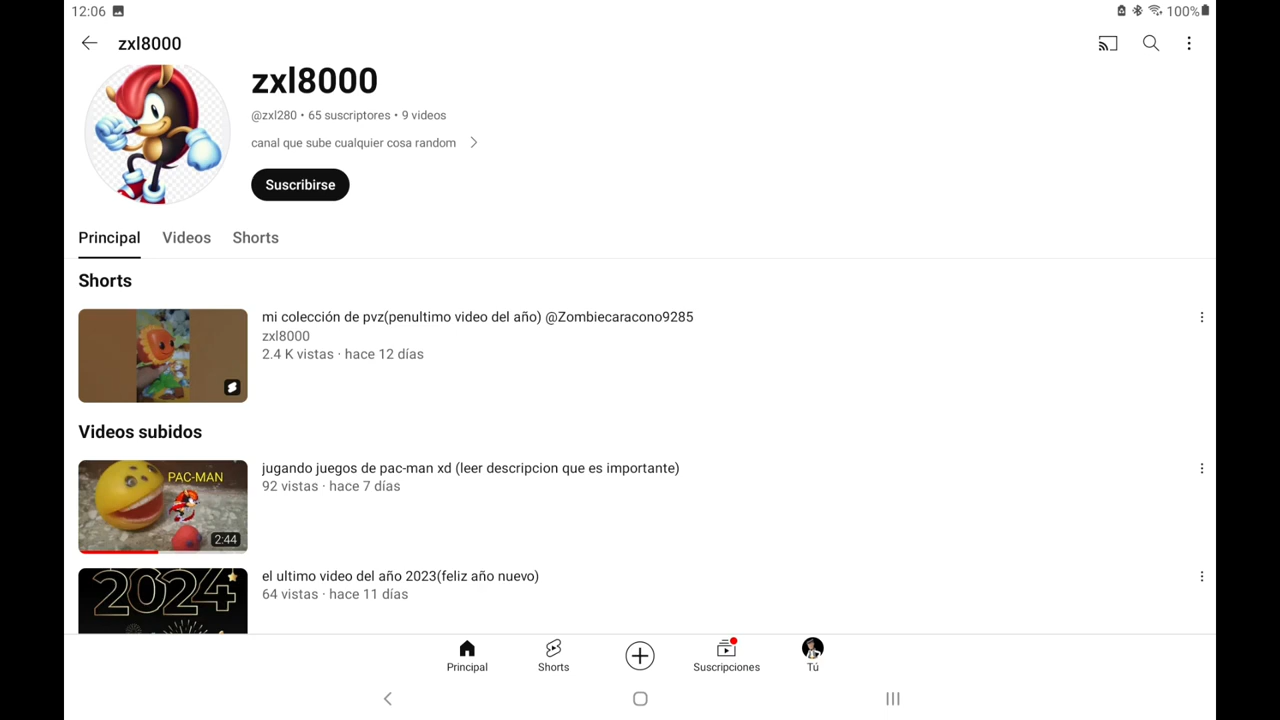 12:06
100%
zxl8000
zxl8000
@zxl280 • 65 suscriptores • 9 videos
canal que sube cualquier cosa random
Suscribirse
Principal Videos Shorts
Shorts
mi colección de pvz(penultimo video del año) @Zombiecaracono9285
zxl8000
2.4 K vistas · hace 12 días
Videos subidos
PAC-MAN
2:44
jugando juegos de pac-man xd (leer descripcion que es importante)
92 vistas · hace 7 días
2024
el ultimo video del año 2023(feliz año nuevo)
64 vistas · hace 11 días
Principal Shorts Suscripciones Tú